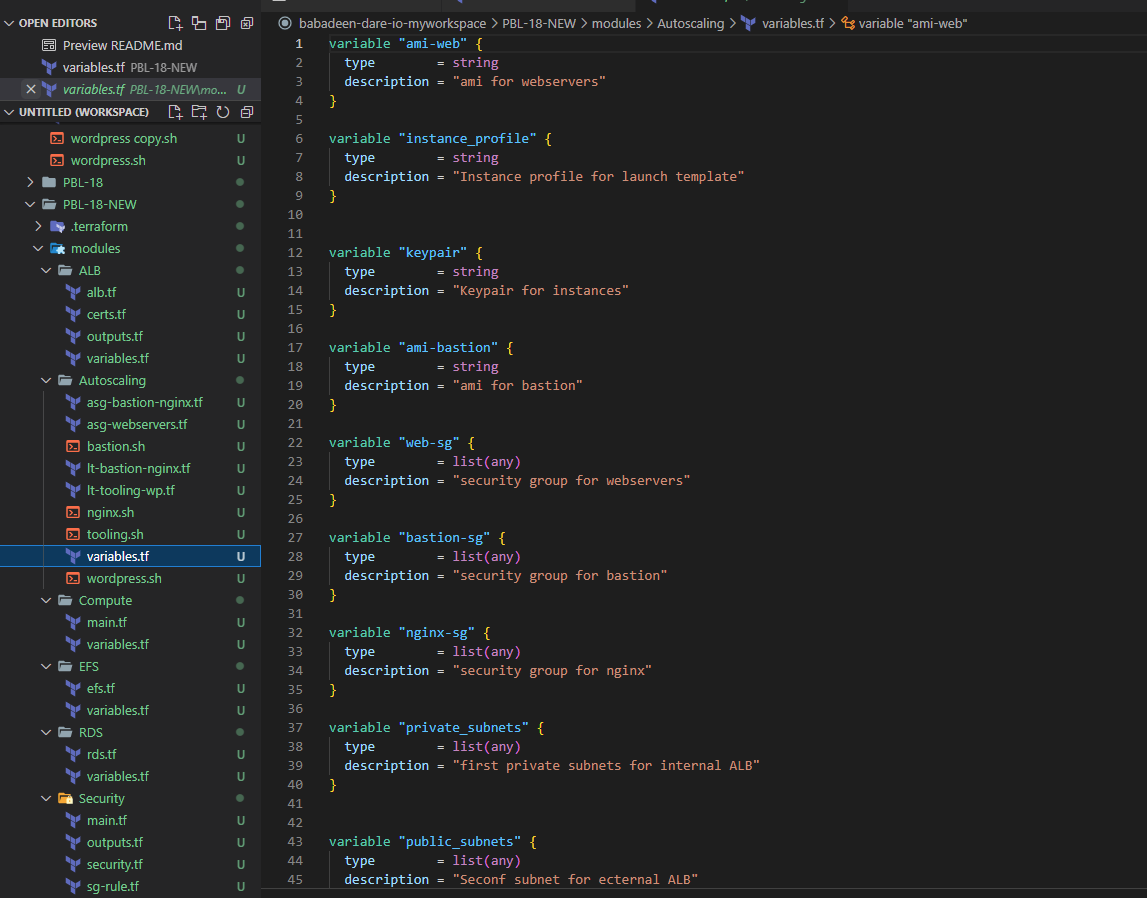 OPEN EDITORS
Preview README.md
variables.tf PBL-18-NEW
variables.tf PBL-18-NEW\mo... U
UNTITLED (WORKSPACE)
wordpress copy.sh U
wordpress.sh U
PBL-18
PBL-18-NEW
.terraform
modules
ALB
alb.tf U
certs.tf U
outputs.tf U
variables.tf U
Autoscaling
asg-bastion-nginx.tf U
asg-webservers.tf U
bastion.sh U
lt-bastion-nginx.tf U
lt-tooling-wp.tf U
nginx.sh U
tooling.sh U
variables.tf U
wordpress.sh U
Compute
main.tf U
variables.tf U
EFS
efs.tf U
variables.tf U
RDS
rds.tf U
variables.tf U
Security
main.tf U
outputs.tf U
security.tf U
sg-rule.tf U
babadeen-dare-io-myworkspace > PBL-18-NEW > modules > Autoscaling > variables.tf > variable "ami-web"
1 variable "ami-web" {
2 type = string
3 description = "ami for webservers"
4 }
5
6 variable "instance_profile" {
7 type = string
8 description = "Instance profile for launch template"
9 }
10
11
12 variable "keypair" {
13 type = string
14 description = "Keypair for instances"
15 }
16
17 variable "ami-bastion" {
18 type = string
19 description = "ami for bastion"
20 }
21
22 variable "web-sg" {
23 type = list(any)
24 description = "security group for webservers"
25 }
26
27 variable "bastion-sg" {
28 type = list(any)
29 description = "security group for bastion"
30 }
31
32 variable "nginx-sg" {
33 type = list(any)
34 description = "security group for nginx"
35 }
36
37 variable "private_subnets" {
38 type = list(any)
39 description = "first private subnets for internal ALB"
40 }
41
42
43 variable "public_subnets" {
44 type = list(any)
45 description = "Seconf subnet for ecternal ALB"